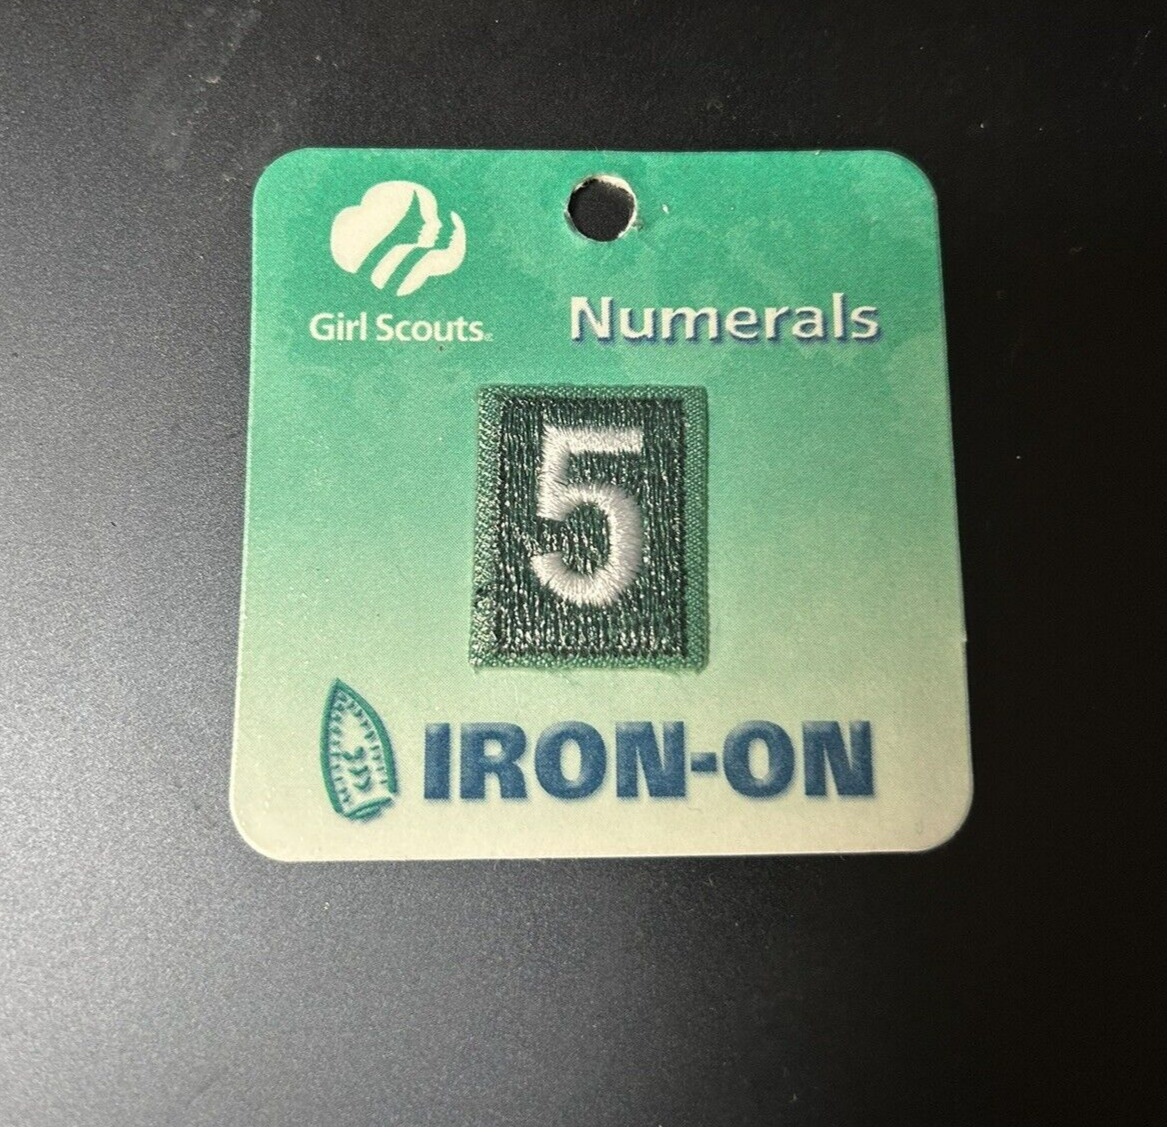 Girl Scouts
Numerals
5
IRON-ON